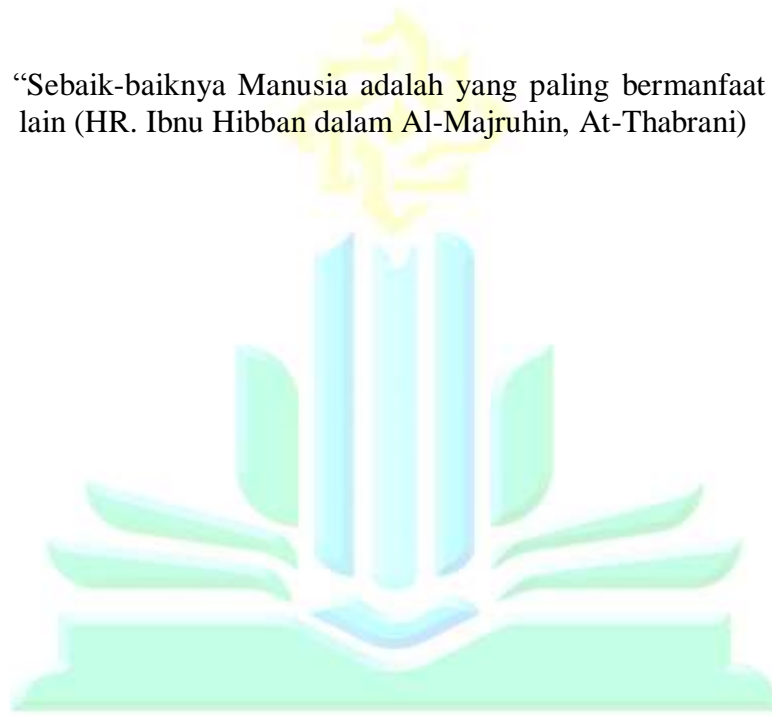 “Sebaik-baiknya Manusia adalah yang paling bermanfaat
lain (HR. Ibnu Hibban dalam Al-Majruhin, At-Thabrani)